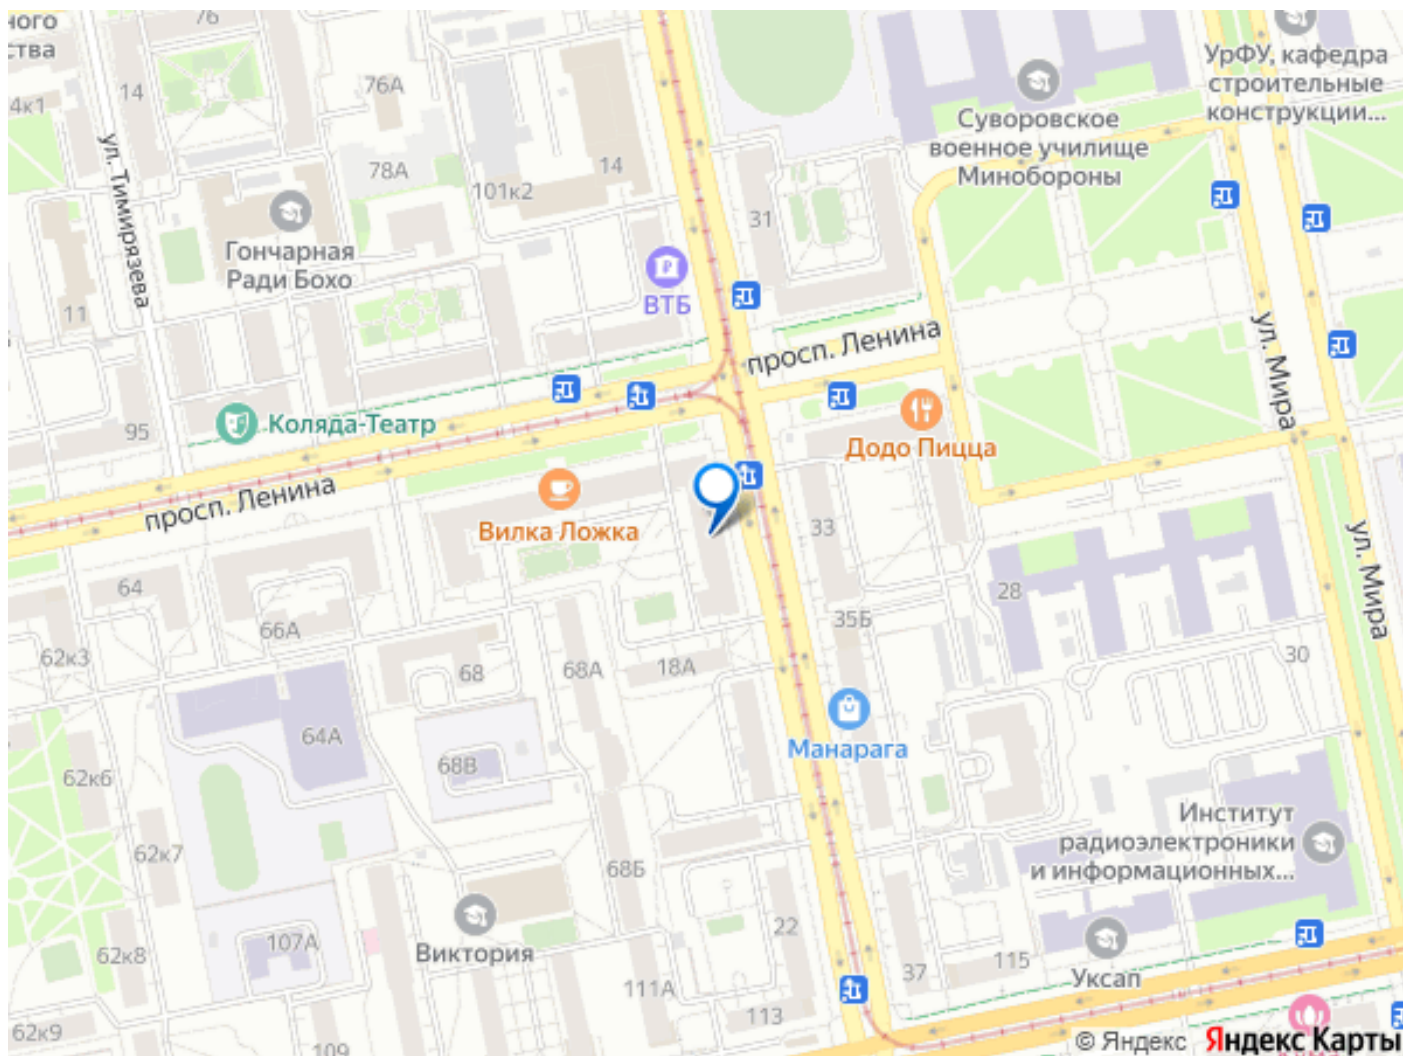 ного
ства
76
14
4к1
76А
78А
101к2
14
31
Суворовское
военное училище
Минобороны
УрФУ, кафедра
строительные
конструкции...
ул. Тимирязева
Гончарная
Ради Бохо
11
ВТБ
просп. Ленина
ул. Мира
95
Коляда-Театр
Додо Пицца
просп. Ленина
Вилка Ложка
33
ул. Мира
64
66А
62к3
68
68А
18А
35Б
28
30
64А
68В
Манарага
62к6
62к7
68Б
Институт
радиоэлектроники
и информационных...
107А
Виктория
22
62к8
111А
113
37
115
Уксап
62к9
109
© Яндекс Яндекс Карты